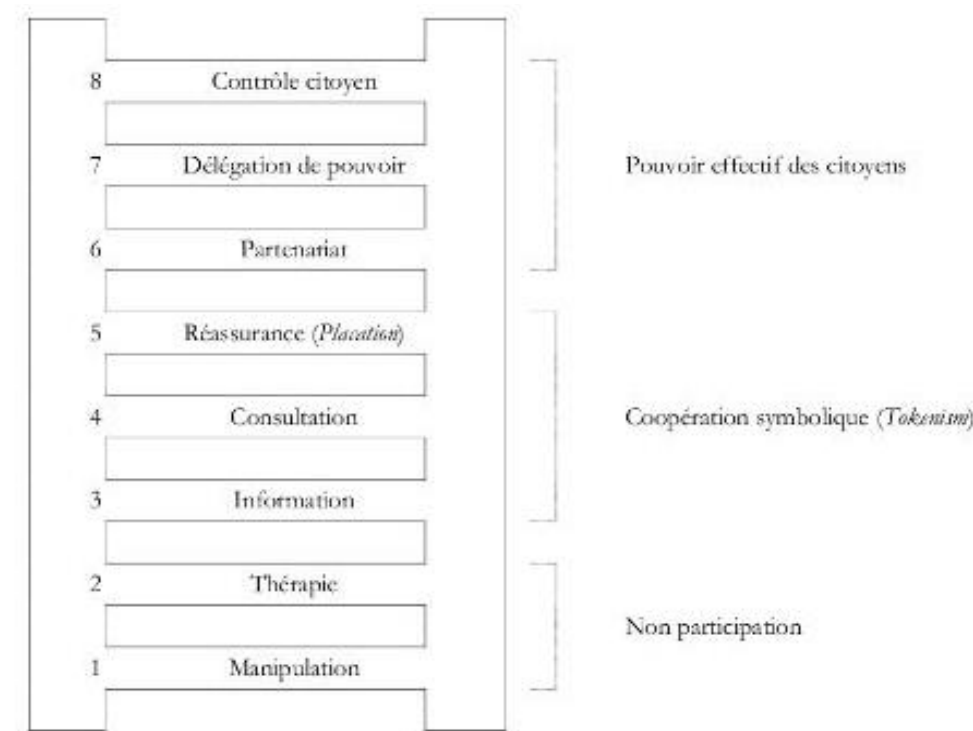 8 Contrôle citoyen
7 Délégation de pouvoir
Pouvoir effectif des citoyens
6 Partenariat
5 Réassurance (Placation)
4 Consultation
Coopération symbolique (Tokenism)
3 Information
2 Thérapie
Non participation
1 Manipulation